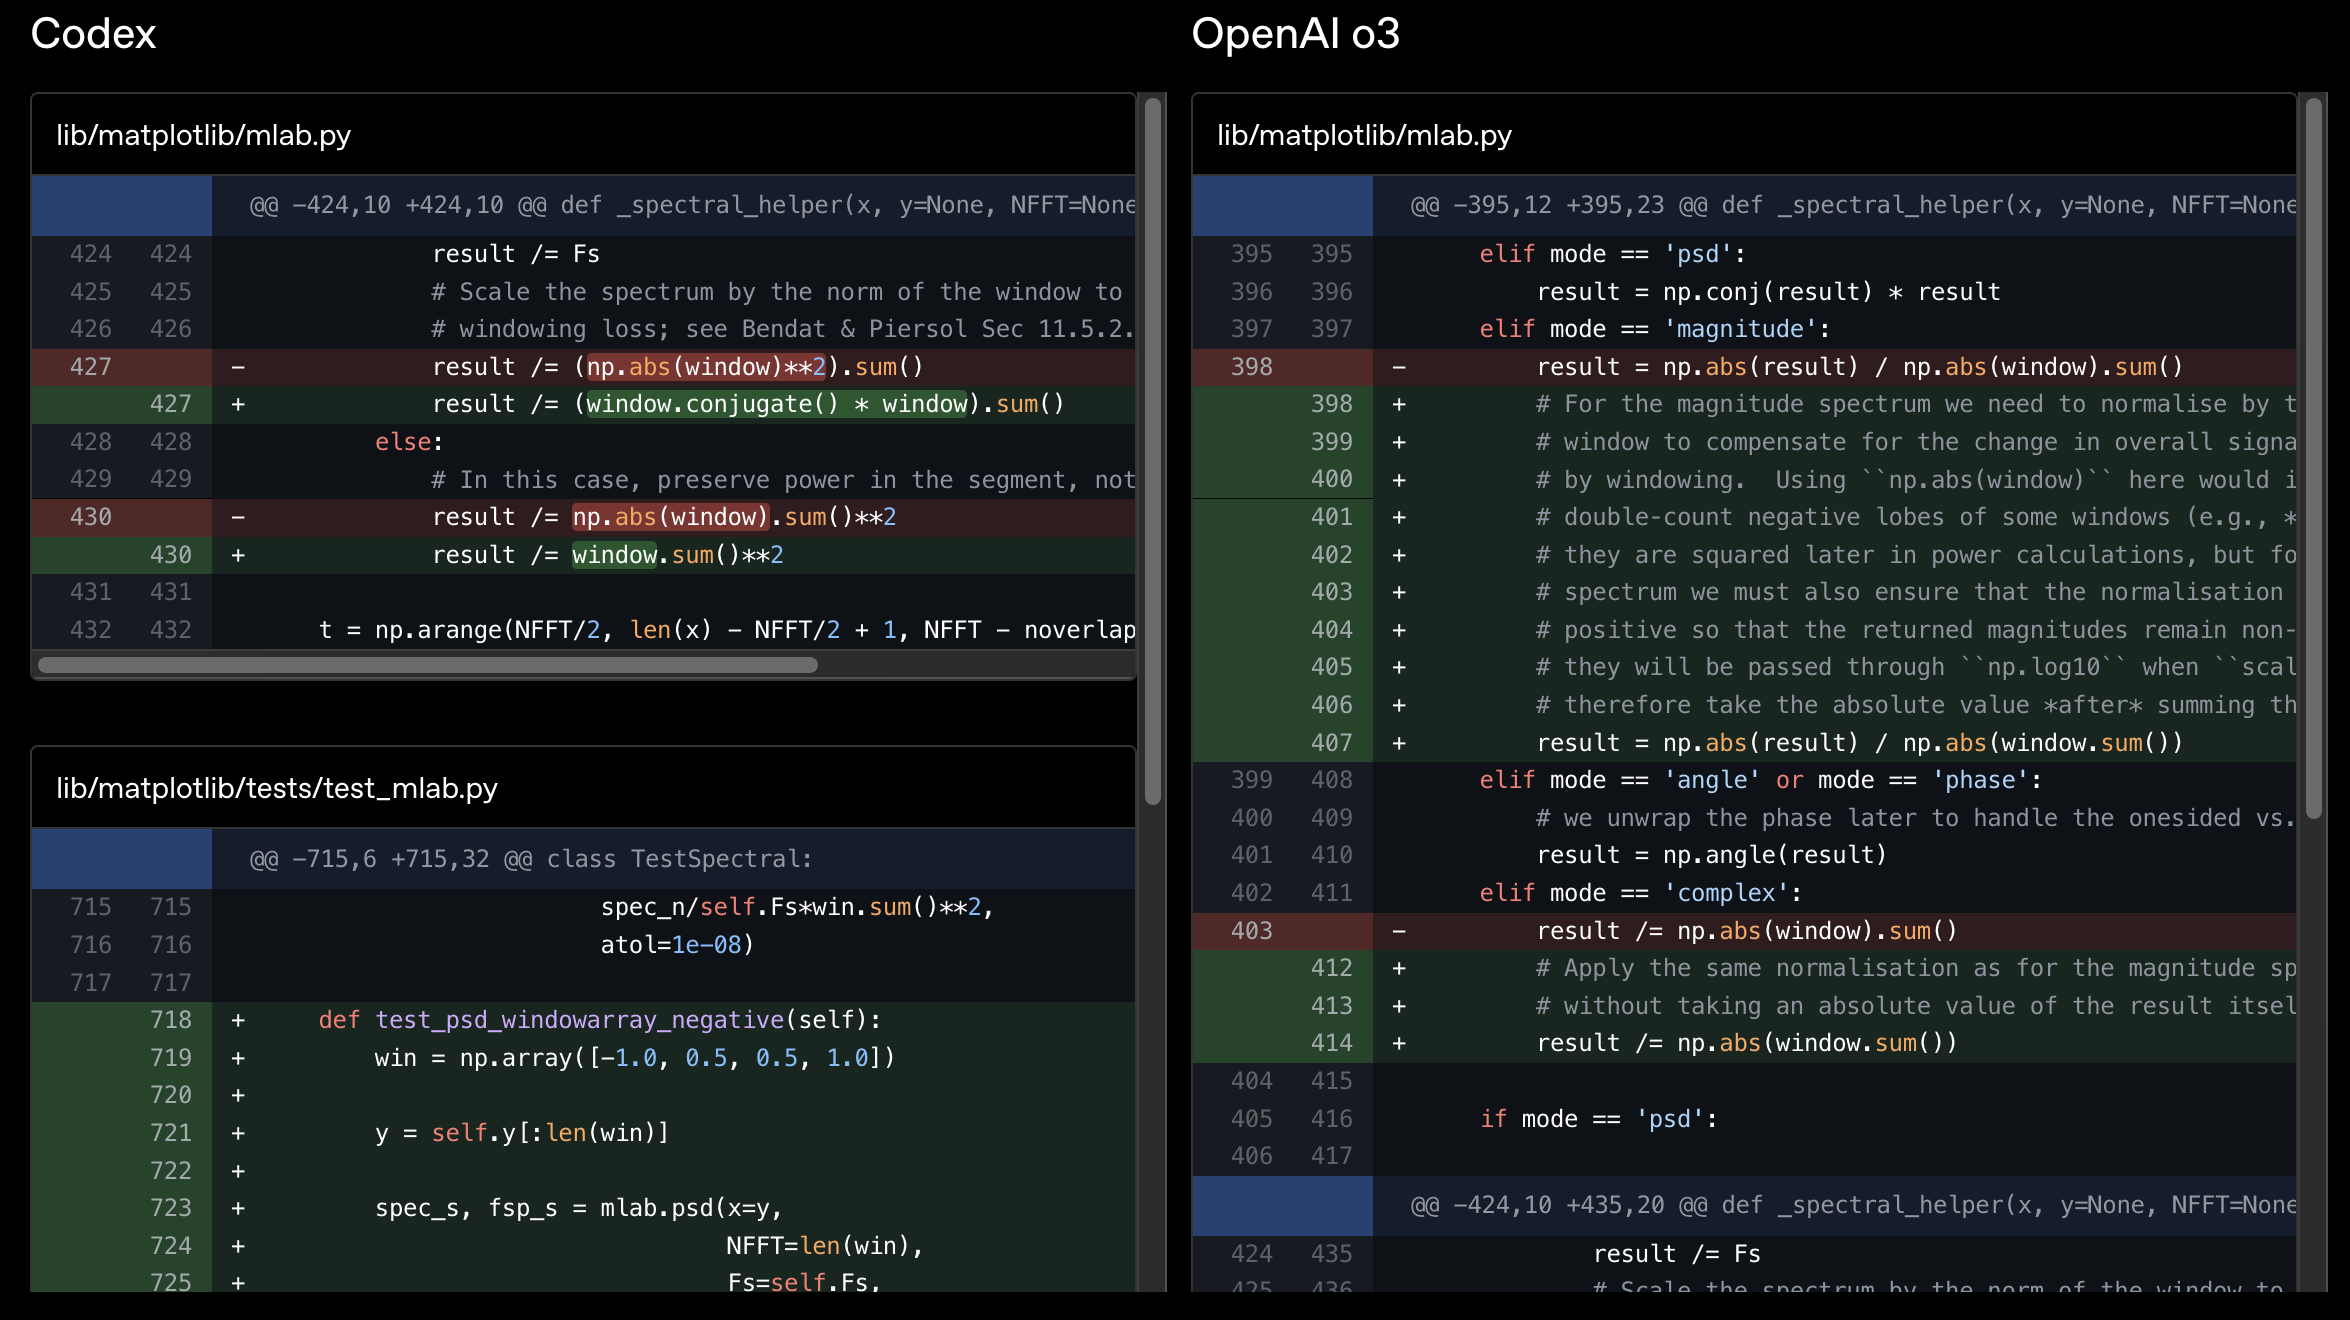 Codex
lib/matplotlib/mlab.py
@@ -424,10 +424,10 @@ def _spectral_helper(x, y=None, NFFT=None
424 424 result /= Fs
425 425 # Scale the spectrum by the norm of the window to
426 426 # windowing loss; see Bendat & Piersol Sec 11.5.2.
427 - result /= (np.abs(window)**2).sum()
427 + result /= (window.conjugate() * window).sum()
428 428 else:
429 429 # In this case, preserve power in the segment, not
430 - result /= np.abs(window).sum()**2
430 + result /= window.sum()**2
431 431
432 432 t = np.arange(NFFT/2, len(x) - NFFT/2 + 1, NFFT - noverlap
lib/matplotlib/tests/test_mlab.py
@@ -715,6 +715,32 @@ class TestSpectral:
715 715 spec_n/self.Fs*win.sum()**2,
716 716 atol=1e-08)
717 717
718 + def test_psd_windowarray_negative(self):
719 + win = np.array([-1.0, 0.5, 0.5, 1.0])
720 +
721 + y = self.y[:len(win)]
722 +
723 + spec_s, fsp_s = mlab.psd(x=y,
724 + NFFT=len(win),
725 + Fs=self.Fs,
OpenAI o3
lib/matplotlib/mlab.py
@@ -395,12 +395,23 @@ def _spectral_helper(x, y=None, NFFT=None
395 395 elif mode == 'psd':
396 396 result = np.conj(result) * result
397 397 elif mode == 'magnitude':
398 - result = np.abs(result) / np.abs(window).sum()
398 + # For the magnitude spectrum we need to normalise by t
399 + # window to compensate for the change in overall signa
400 + # by windowing.  Using ``np.abs(window)`` here would i
401 + # double-count negative lobes of some windows (e.g., *
402 + # they are squared later in power calculations, but fo
403 + # spectrum we must also ensure that the normalisation
404 + # positive so that the returned magnitudes remain non-
405 + # they will be passed through ``np.log10`` when ``scal
406 + # therefore take the absolute value *after* summing th
407 + result = np.abs(result) / np.abs(window.sum())
399 408 elif mode == 'angle' or mode == 'phase':
400 409 # we unwrap the phase later to handle the onesided vs.
401 410 result = np.angle(result)
402 411 elif mode == 'complex':
403 - result /= np.abs(window).sum()
412 + # Apply the same normalisation as for the magnitude sp
413 + # without taking an absolute value of the result itsel
414 + result /= np.abs(window.sum())
404 415
405 416 if mode == 'psd':
406 417
@@ -424,10 +435,20 @@ def _spectral_helper(x, y=None, NFFT=None
424 435 result /= Fs
425 436 # Scale the spectrum by the norm of the window to